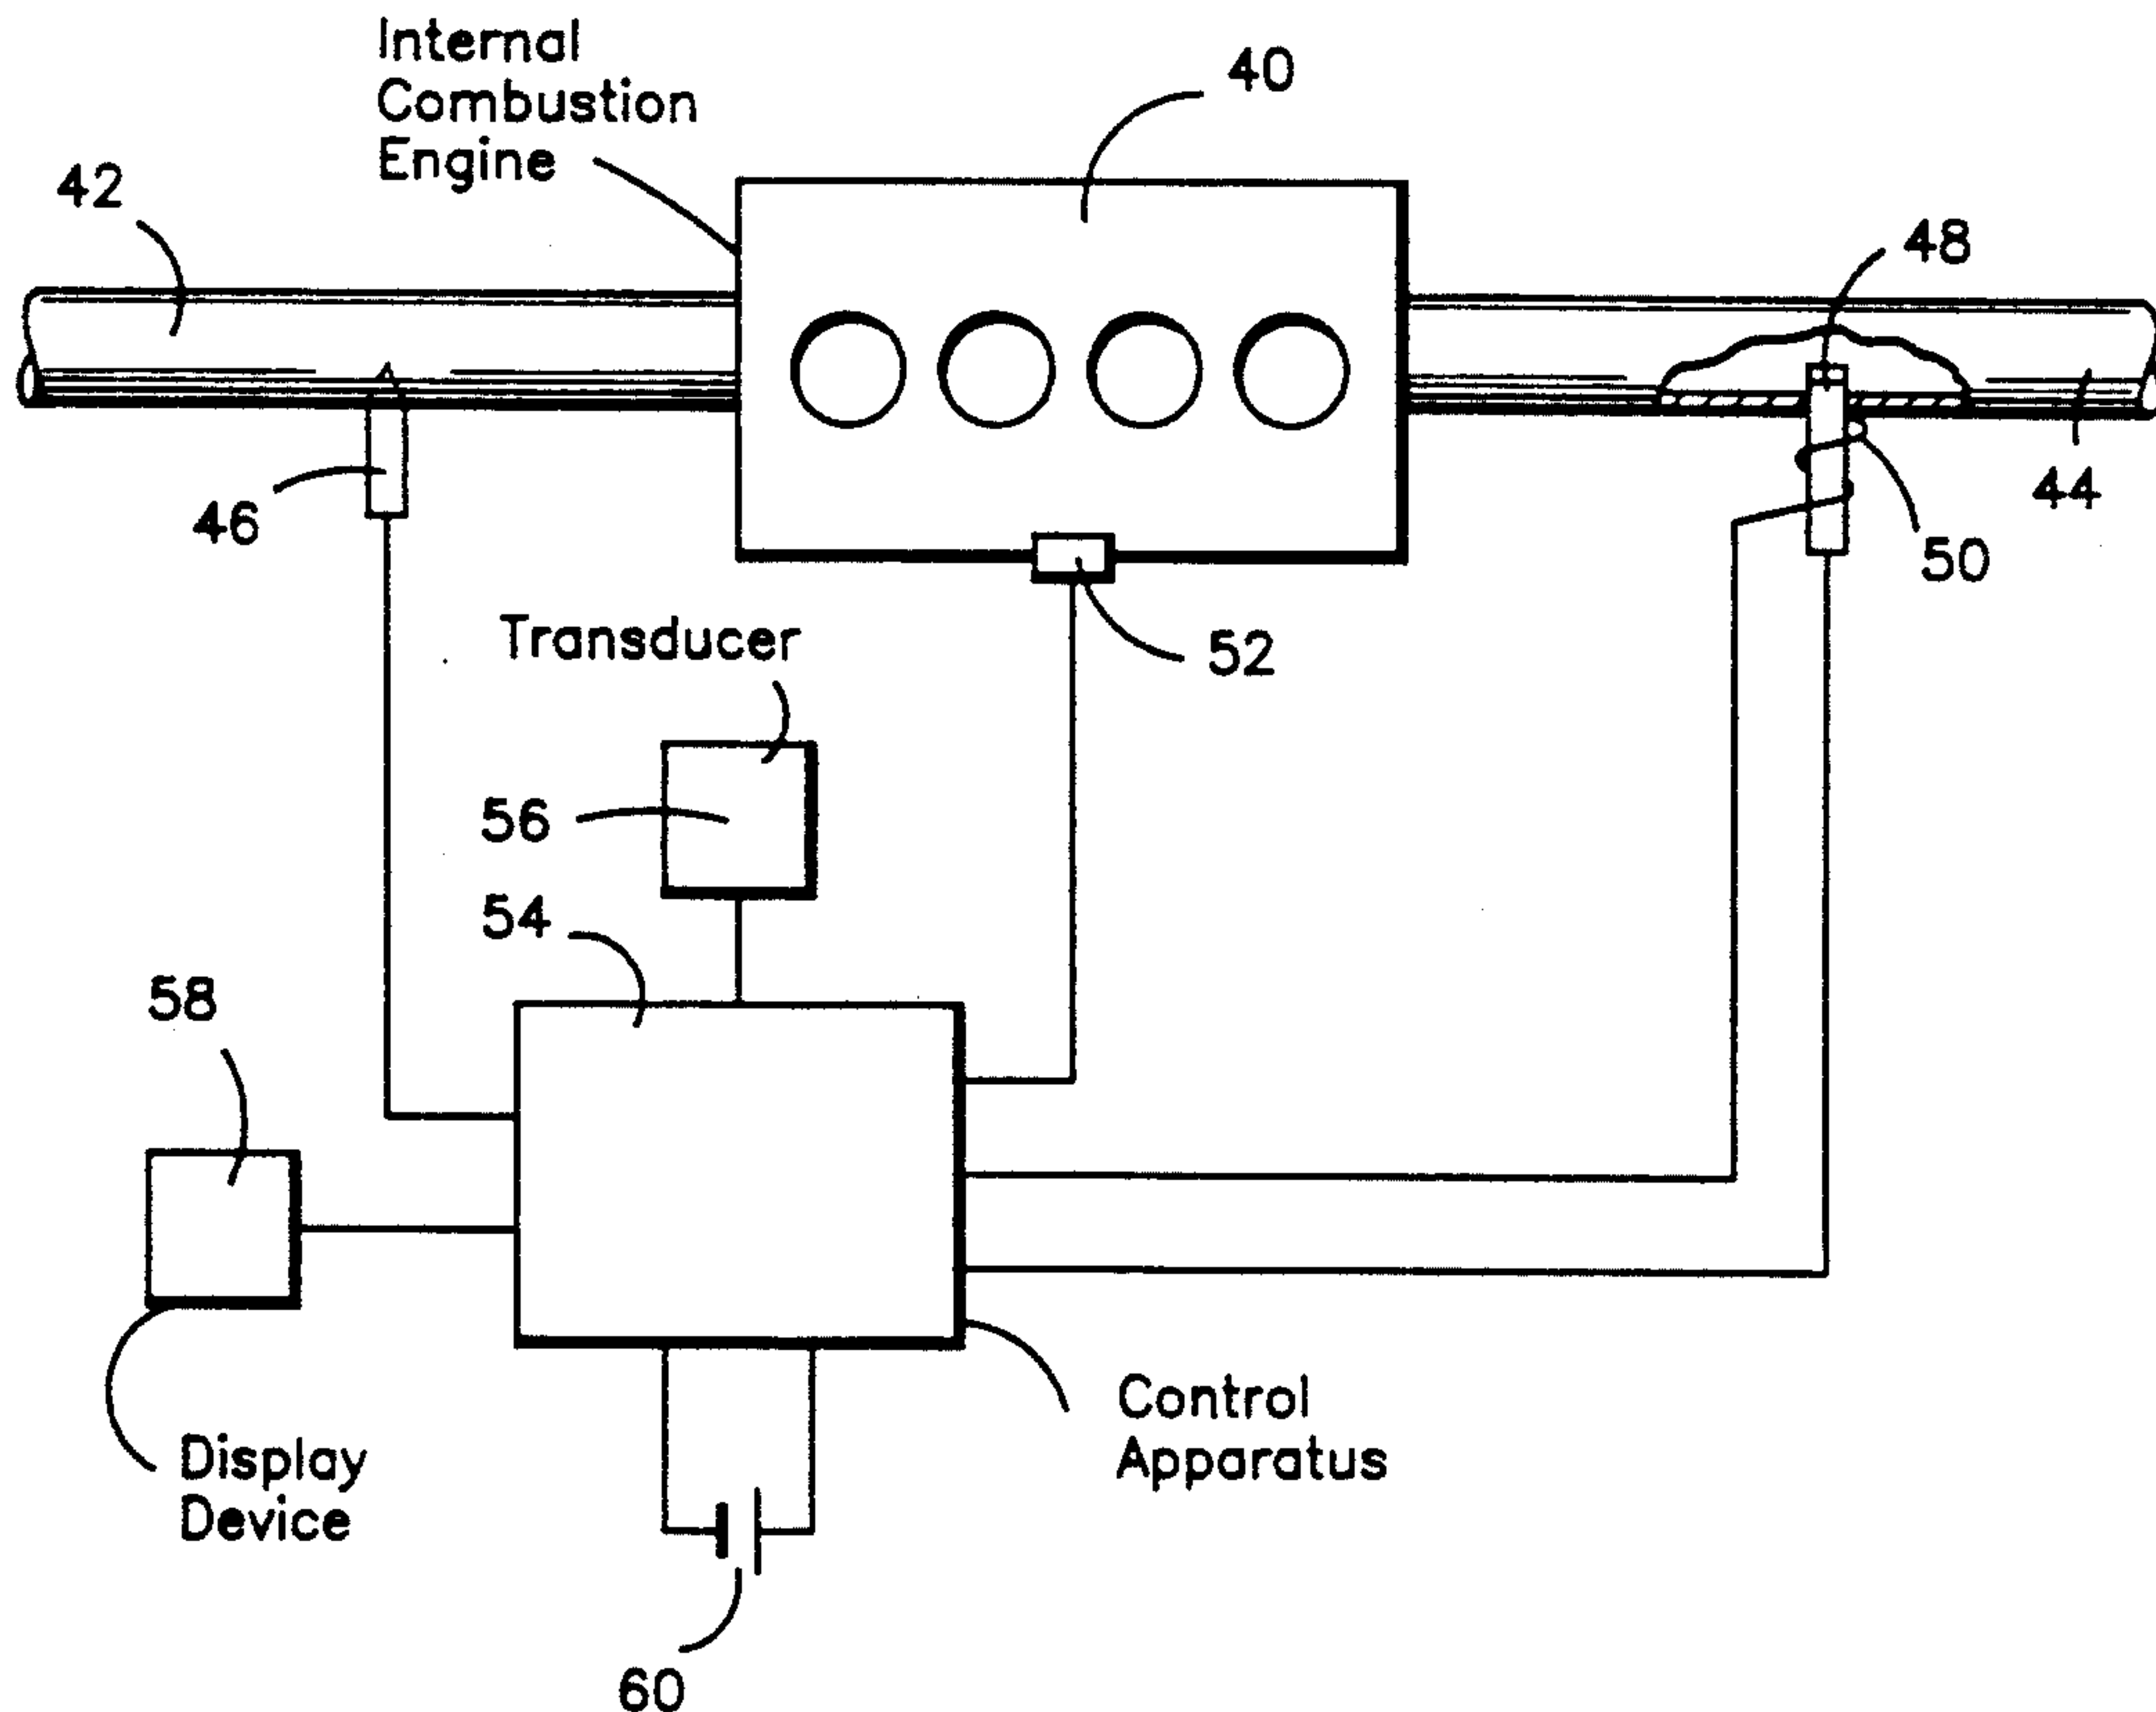 Internal
Combustion
Engine
40
42
48
46
44
50
52
Transducer
56
54
58
Control
Apparatus
Display
Device
60